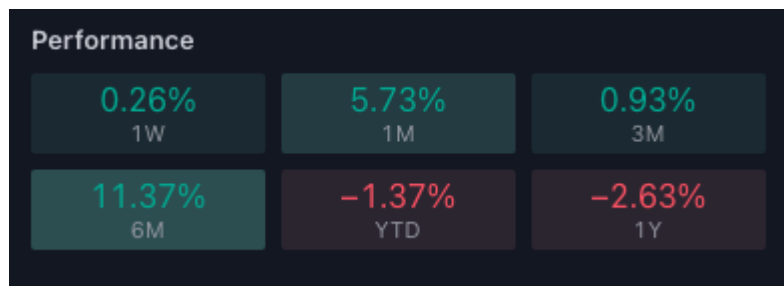 Performance
0.26% 5.73% 0.93%
1W 1M 3M
11.37% −1.37% −2.63%
6M YTD 1Y